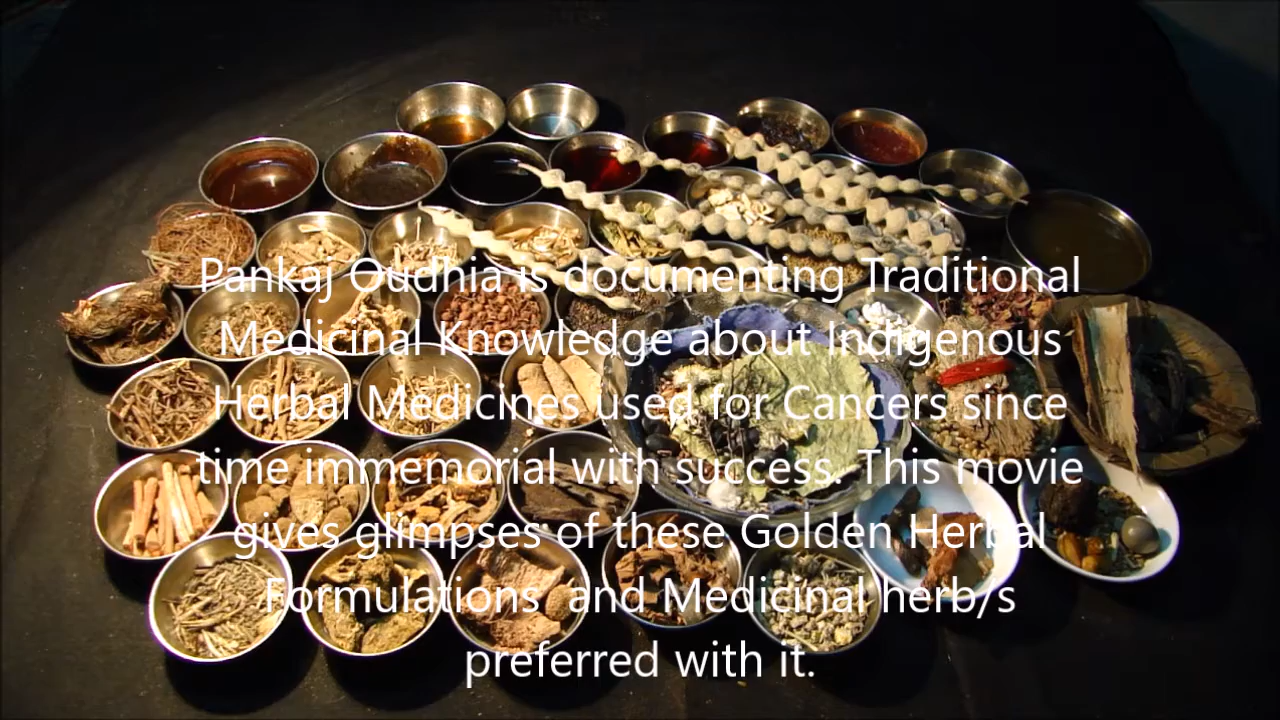 Pankaj Oudhia is documenting Traditional
Medicinal Knowledge about Indigenous
Herbal Medicines used for Cancers since
time immemorial with success. This movie
gives glimpses of these Golden Herbal
Formulations  and Medicinal herb/s
preferred with it.